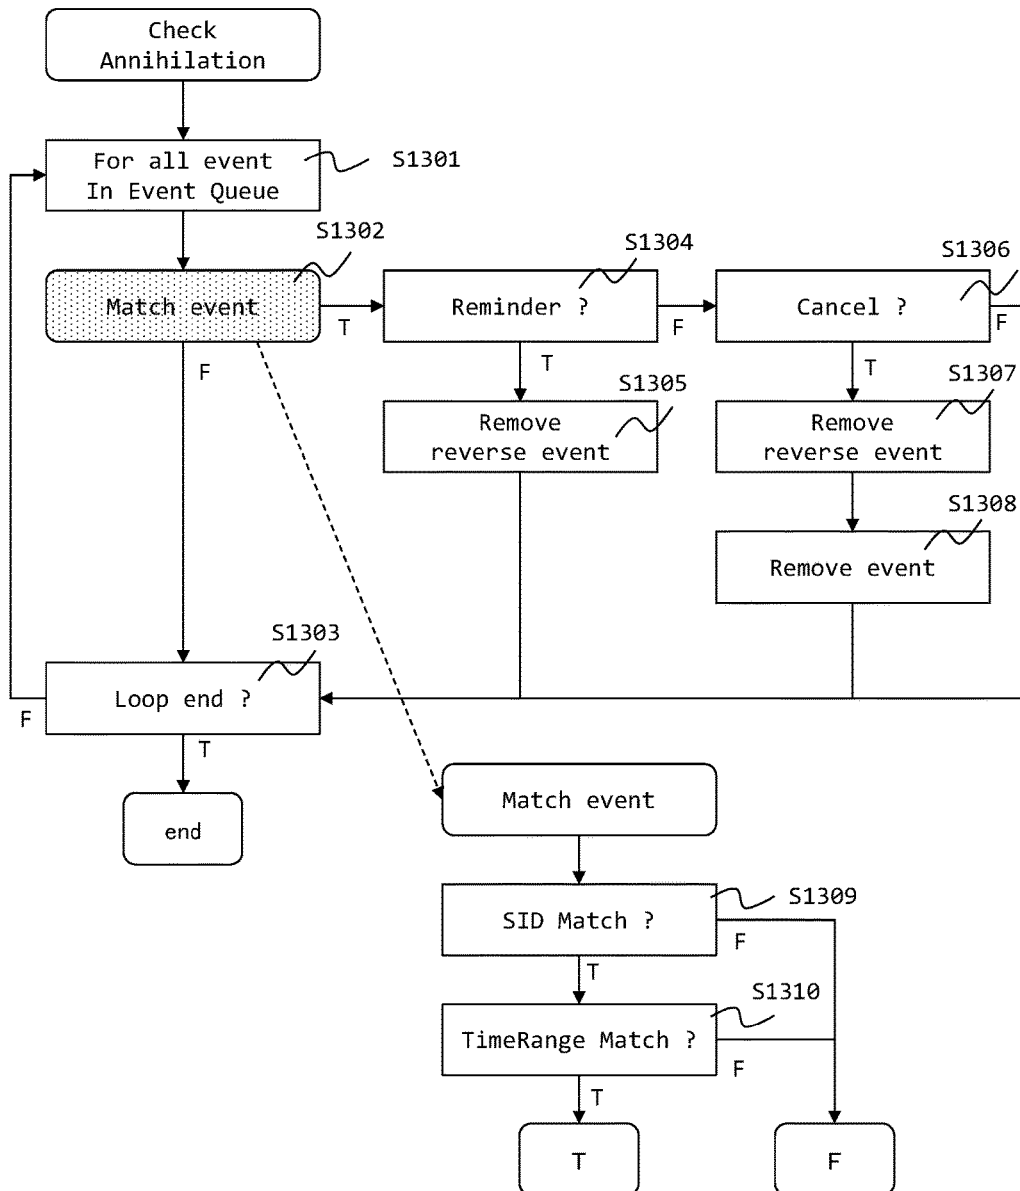 Check
Annihilation
For all event
In Event Queue
S1301
S1302
Match event
T
F
S1304
Reminder ?
F
T
S1305
Remove
reverse event
S1306
Cancel ?
F
T
S1307
Remove
reverse event
S1308
Remove event
S1303
Loop end ?
F
T
end
Match event
SID Match ?
S1309
F
T
S1310
TimeRange Match ?
F
T
T
F